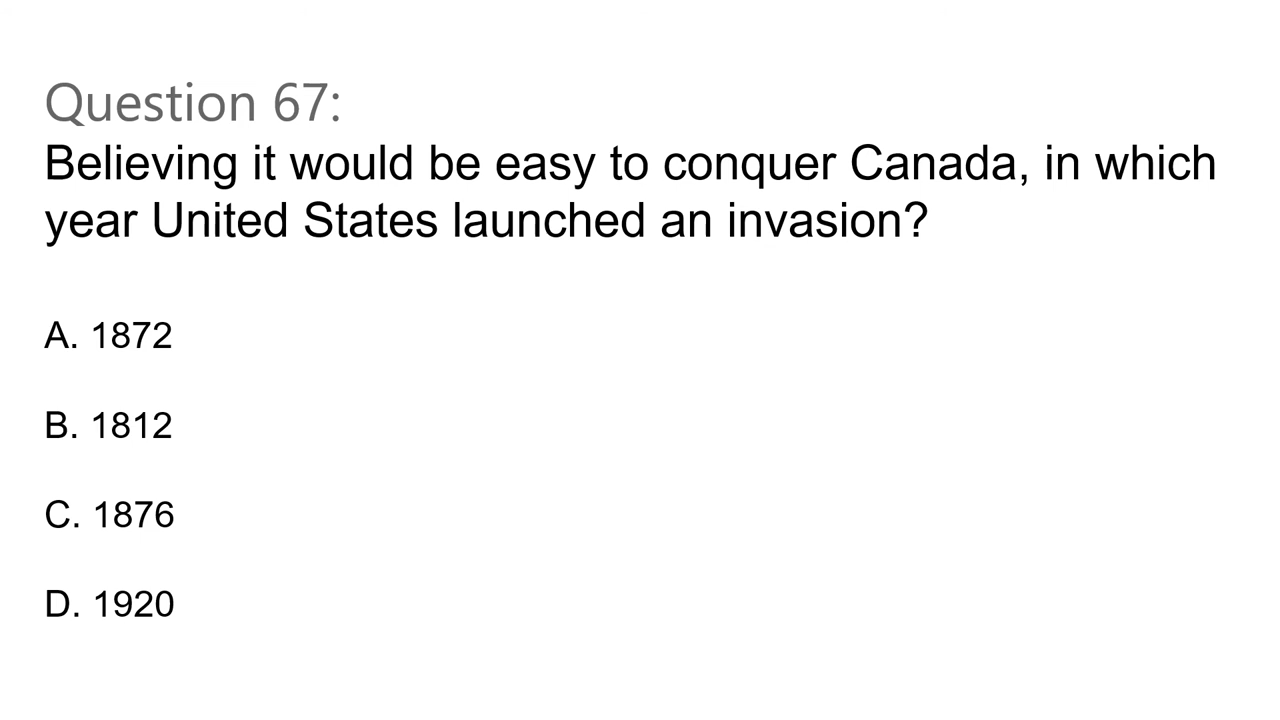 Question 67:
Believing it would be easy to conquer Canada, in which
year United States launched an invasion?
A. 1872
B. 1812
C. 1876
D. 1920